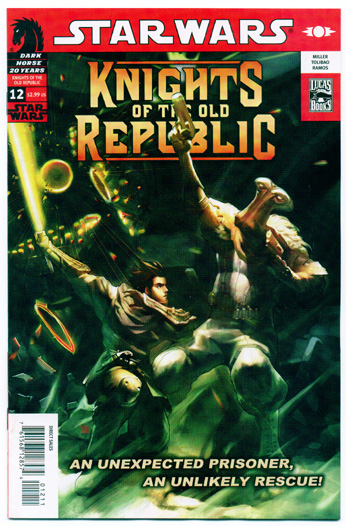 STAR WARS
DARK
HORSE
20 YEARS
KNIGHTS OF THE
OLD REPUBLIC
12 $2.99 US
STAR
WARS
MILLER
TOLIBAO
RAMOS
LUCAS
BOOKS
KNIGHTS
OF THE OLD
REPUBLIC
AN UNEXPECTED PRISONER,
AN UNLIKELY RESCUE!
DIRECT SALES
01211